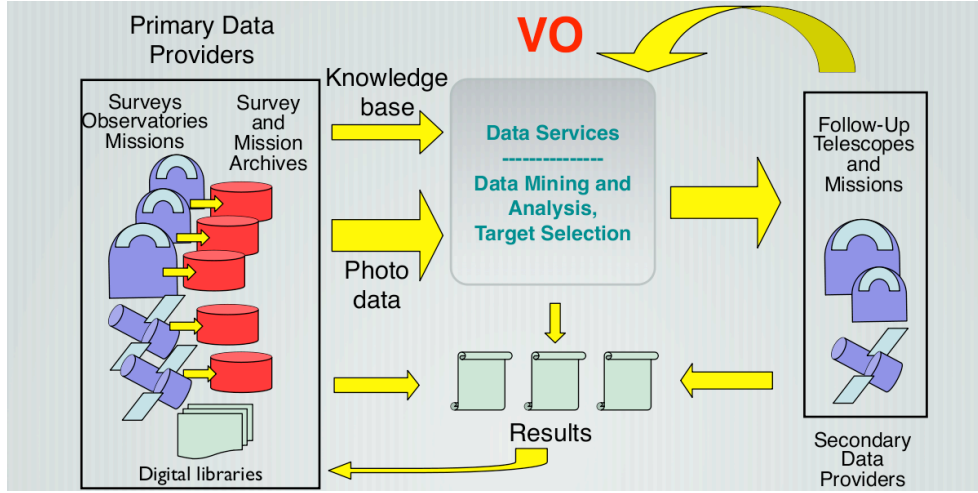 Primary Data
Providers
VO
Surveys
Observatories
Missions
Survey
and
Mission
Archives
Knowledge
base
Photo
data
Data Services
---------------
Data Mining and
Analysis,
Target Selection
Follow-Up
Telescopes
and
Missions
Results
Digital libraries
Secondary
Data
Providers